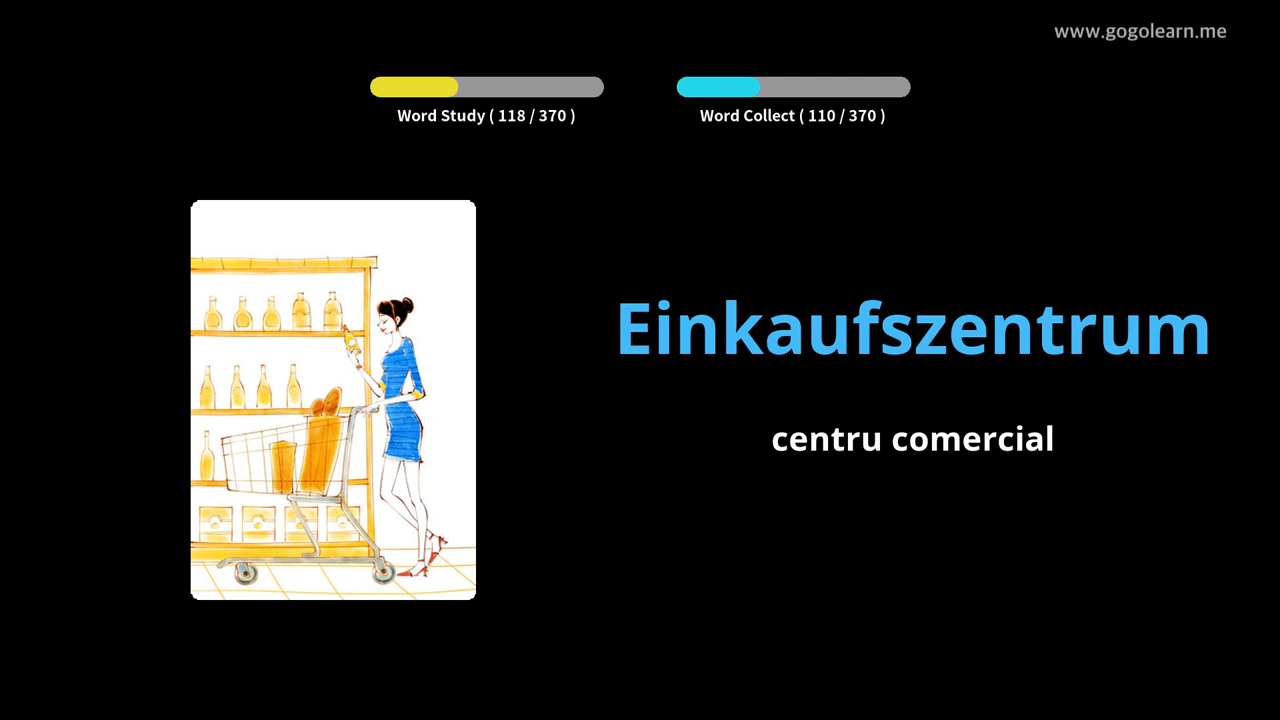 www.gogolearn.me
Word Study ( 118 / 370 )
Word Collect ( 110 / 370 )
Einkaufszentrum
centru comercial